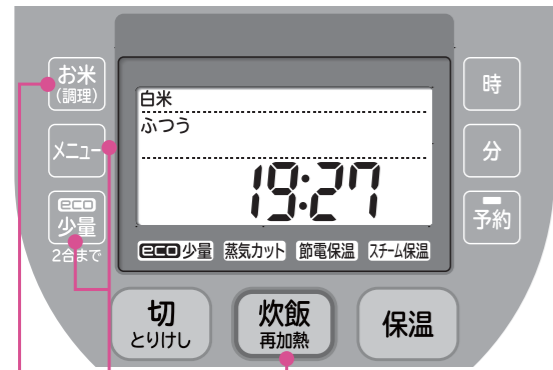 お米
(調理)
メニュー
eco
少量
2合まで
白米
ふつう
19:27
eco少量 蒸気カット 節電保温 スチーム保温
時
分
予約
切
とりけし
炊飯
再加熱
保温